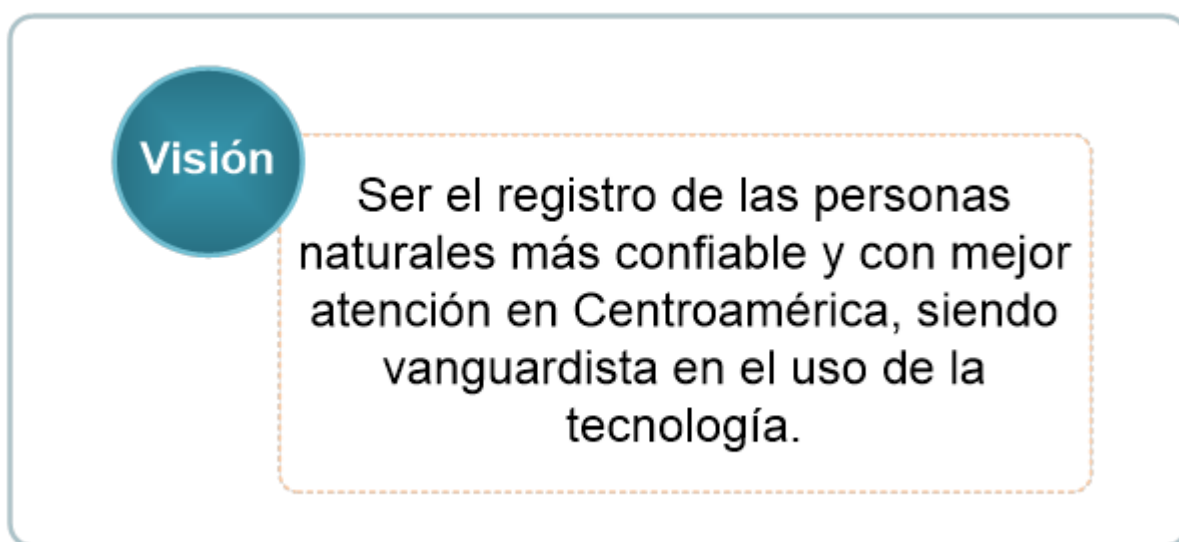 Visión
Ser el registro de las personas
naturales más confiable y con mejor
atención en Centroamérica, siendo
vanguardista en el uso de la
tecnología.